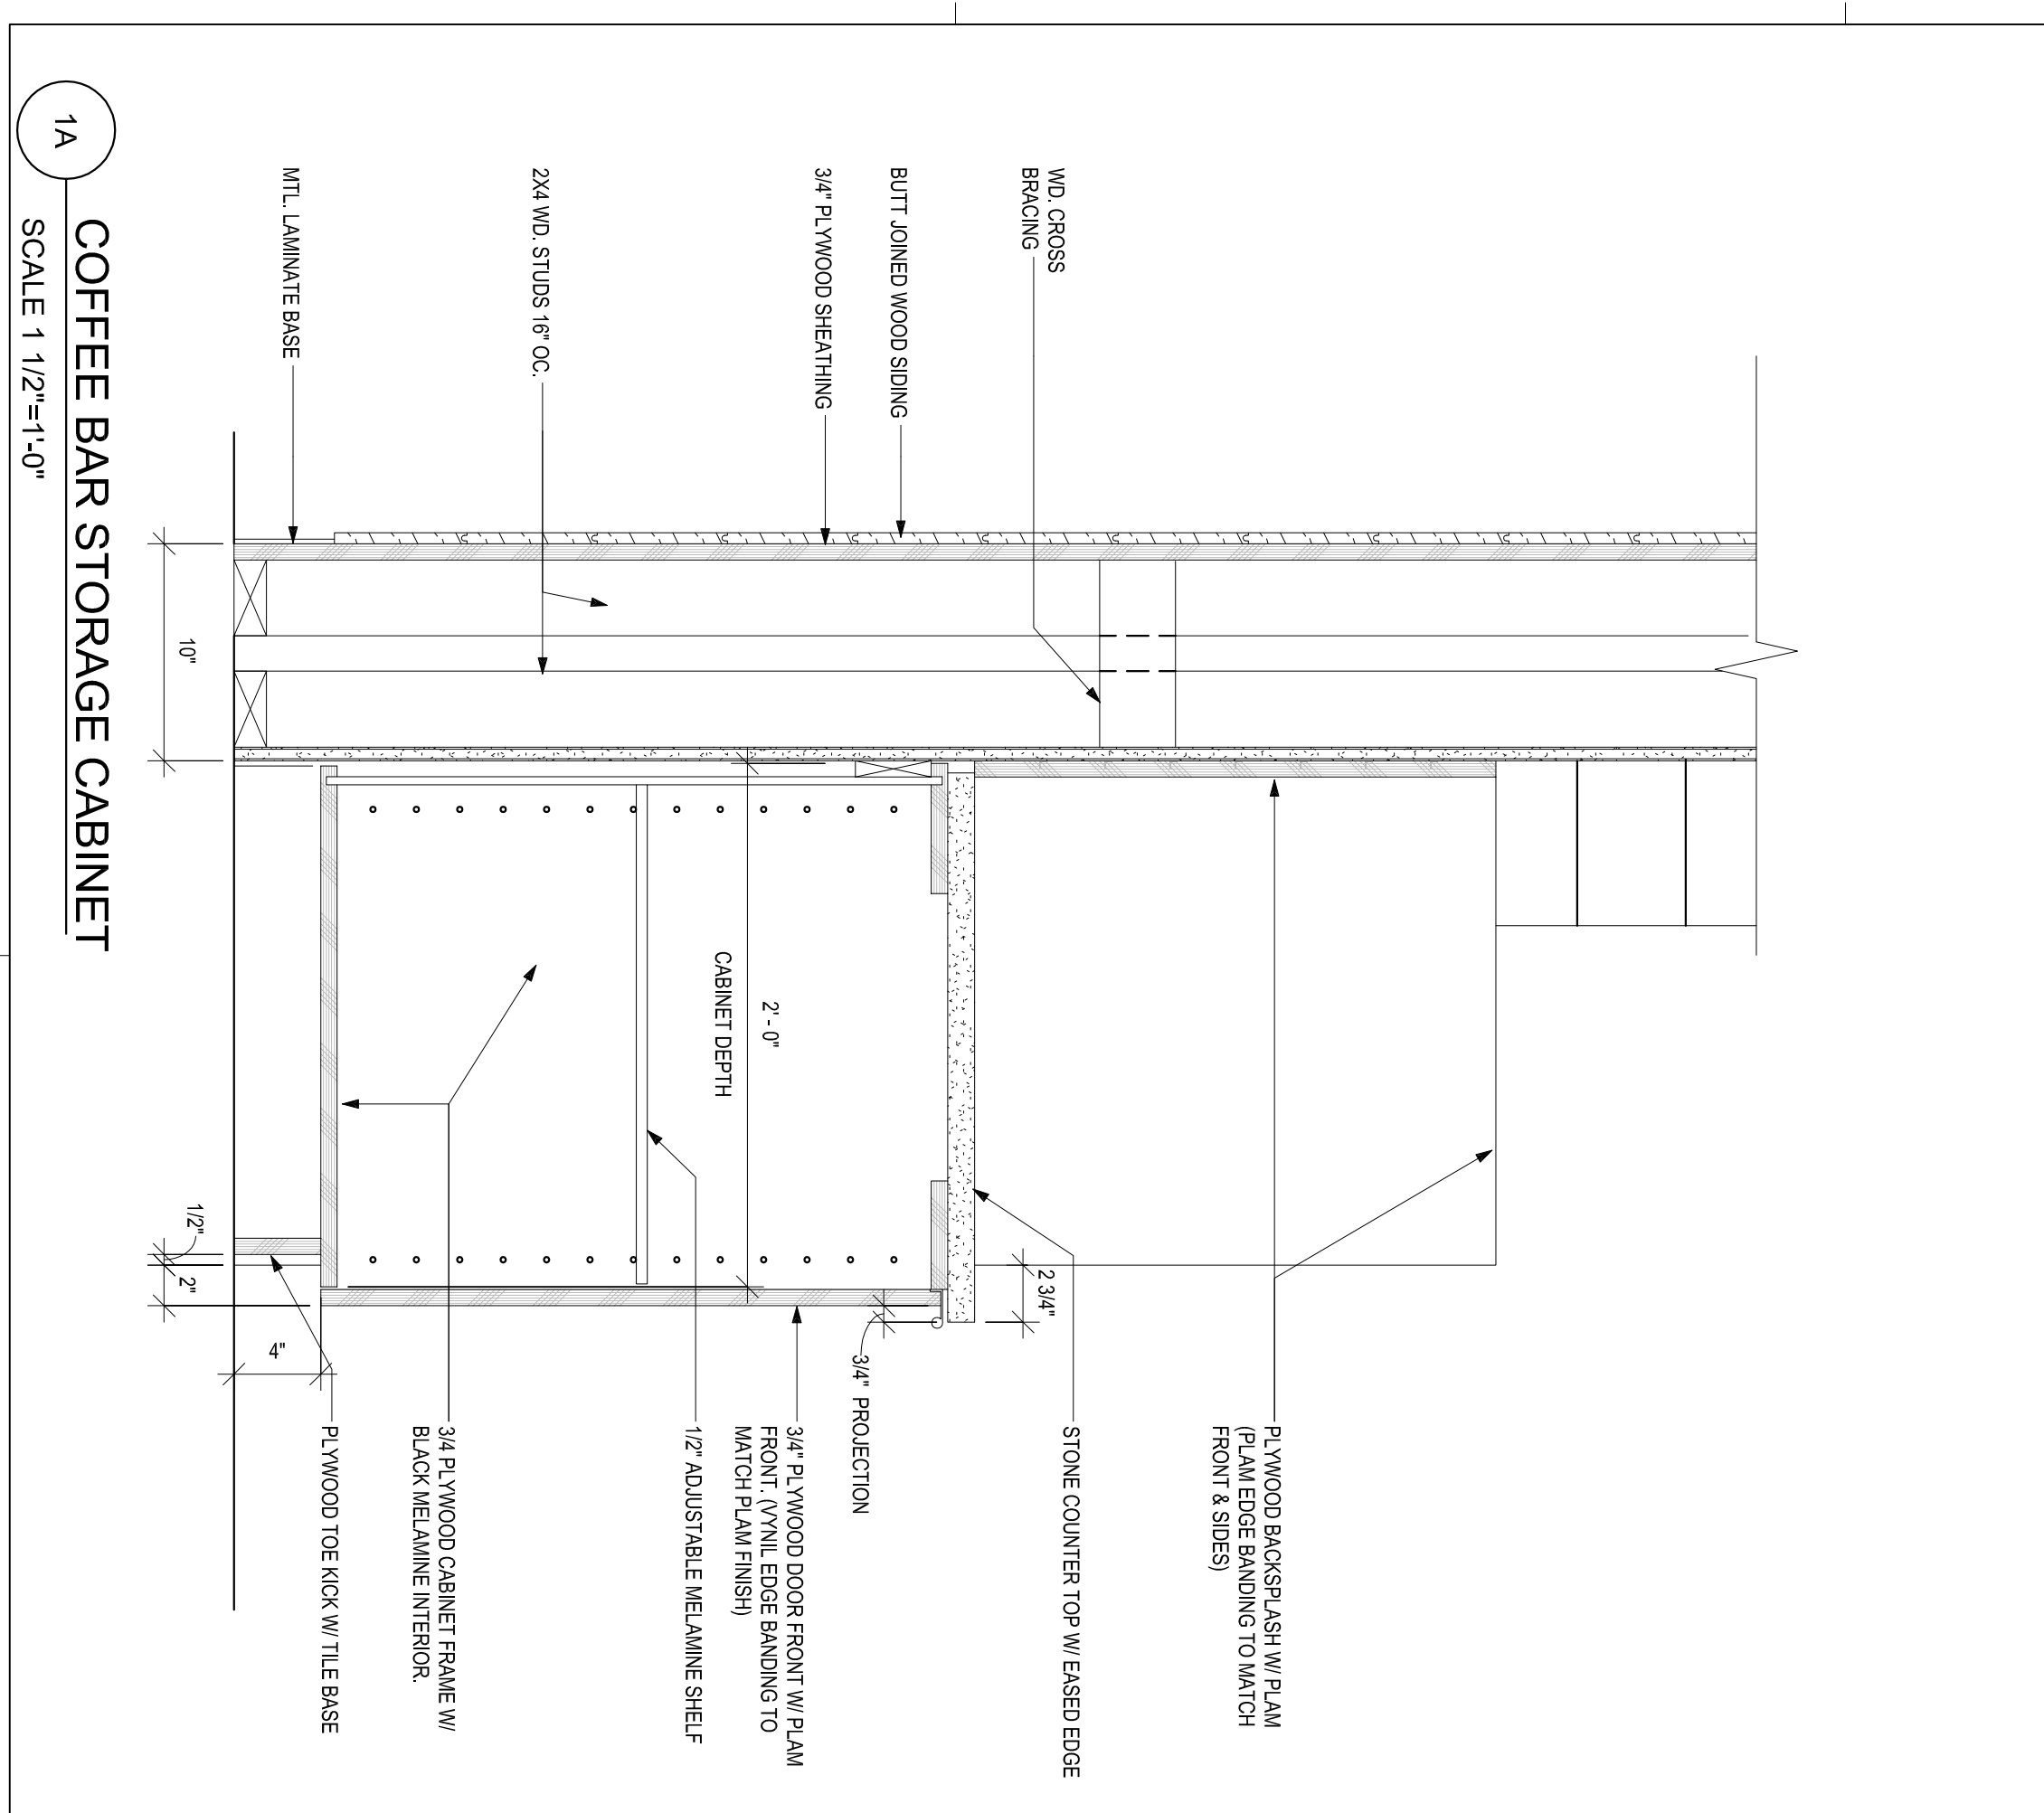 WD. CROSS
BRACING
BUTT JOINED WOOD SIDING
3/4" PLYWOOD SHEATHING
2X4 WD. STUDS 16" OC.
MTL. LAMINATE BASE
PLYWOOD BACKSPLASH W/ PLAM
(PLAM EDGE BANDING TO MATCH
FRONT & SIDES)
STONE COUNTER TOP W/ EASED EDGE
2 3/4"
3/4" PROJECTION
3/4" PLYWOOD DOOR FRONT W/ PLAM
FRONT. (VYNIL EDGE BANDING TO
MATCH PLAM FINISH)
2' - 0"
CABINET DEPTH
1/2" ADJUSTABLE MELAMINE SHELF
3/4 PLYWOOD CABINET FRAME W/
BLACK MELAMINE INTERIOR.
PLYWOOD TOE KICK W/ TILE BASE
4"
10"
1/2"
2"
1A
COFFEE BAR STORAGE CABINET
SCALE 1 1/2"=1'-0"